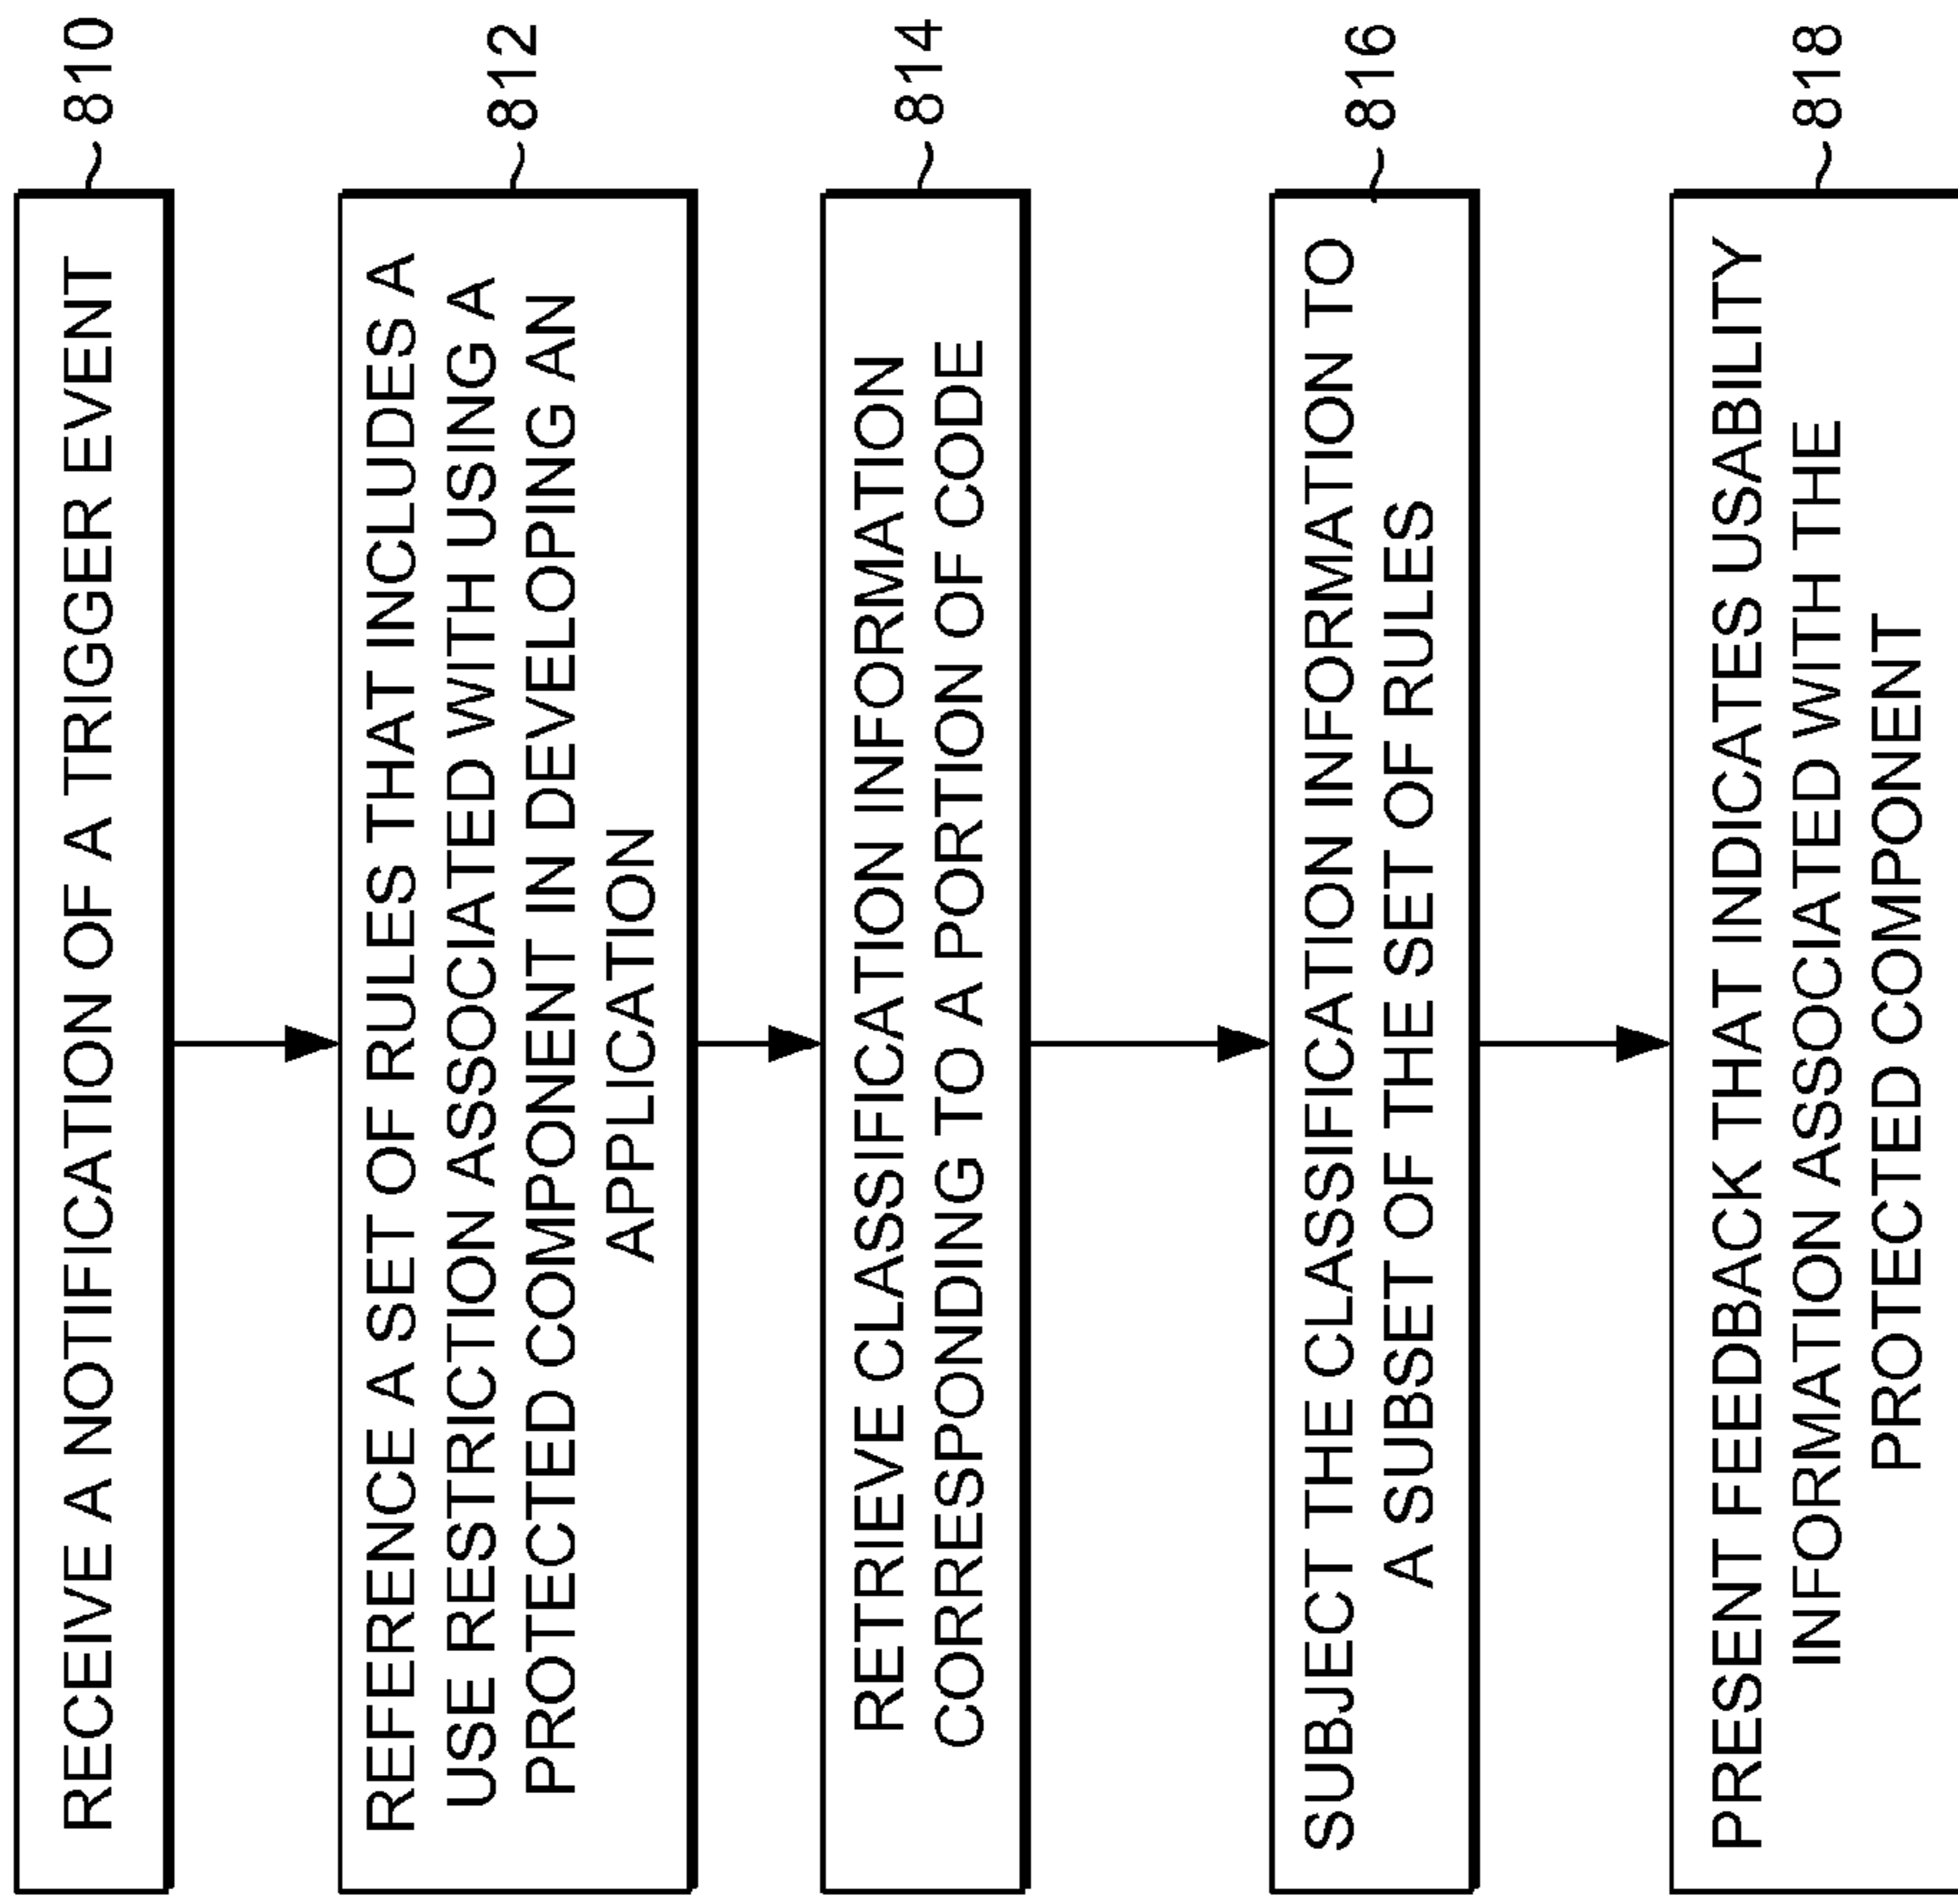 RECEIVE A NOTIFICATION OF A TRIGGER EVENT
810
REFERENCE A SET OF RULES THAT INCLUDES A
USE RESTRICTION ASSOCIATED WITH USING A
PROTECTED COMPONENT IN DEVELOPING AN
APPLICATION
812
RETRIEVE CLASSIFICATION INFORMATION
CORRESPONDING TO A PORTION OF CODE
814
SUBJECT THE CLASSIFICATION INFORMATION TO
A SUBSET OF THE SET OF RULES
816
PRESENT FEEDBACK THAT INDICATES USABILITY
INFORMATION ASSOCIATED WITH THE
PROTECTED COMPONENT
818